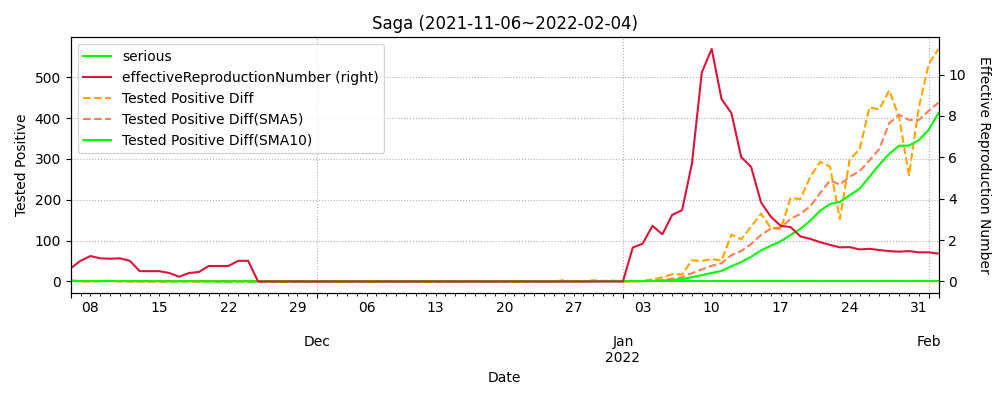 Saga (2021-11-06~2022-02-04)
serious
effectiveReproductionNumber (right)
Tested Positive Diff
Tested Positive Diff(SMA5)
Tested Positive Diff(SMA10)
Tested Positive
500
400
300
200
100
0
10
8
6
4
2
0
Effective Reproduction Number
08 15 22 29 06 13 20 27 03 10 17 24 31
Dec Jan Feb
2022
Date